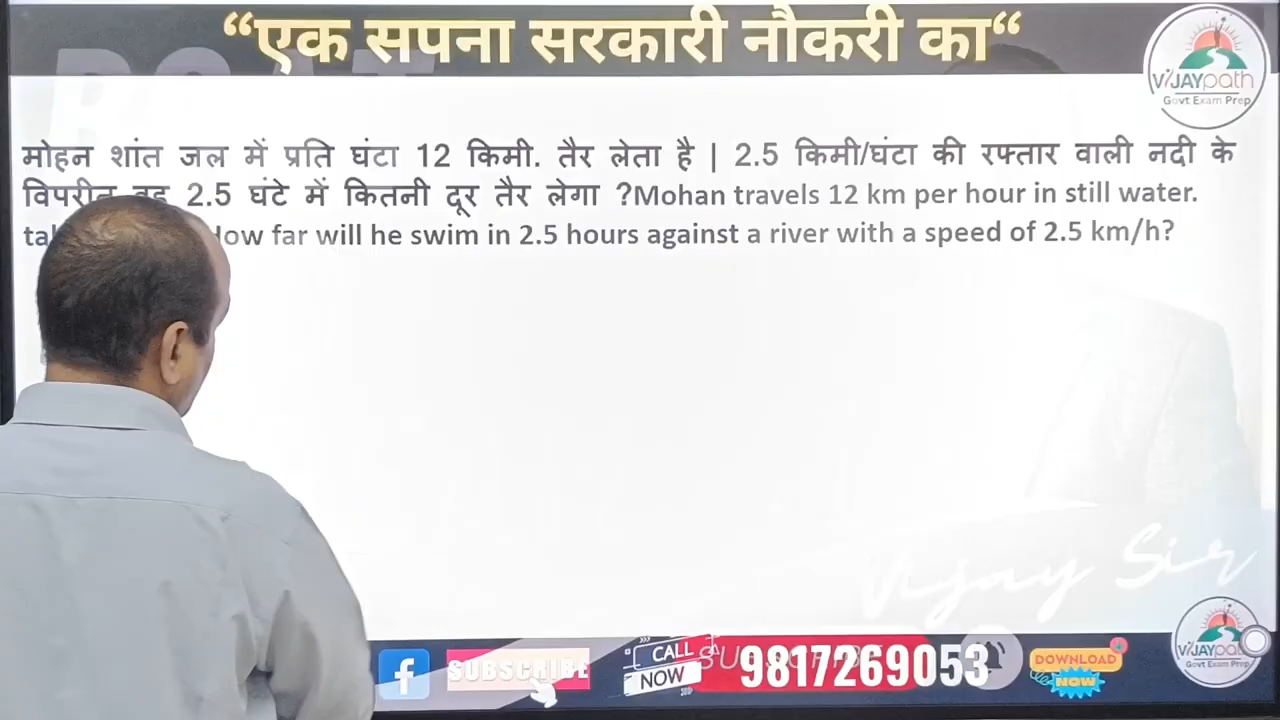 “एक सपना सरकारी नौकरी का“
ViJAYpath
Govt Exam Prep
मोहन शांत जल में प्रति घंटा 12 किमी. तैर लेता है | 2.5 किमी/घंटा की रफ्तार वाली नदी के
2.5 घंटे में कितनी दूर तैर लेगा ?Mohan travels 12 km per hour in still water.
How far will he swim in 2.5 hours against a river with a speed of 2.5 km/h?
Vijay Sir
SUBSCRIBE
CALL
NOW
9817269053
DOWNLOAD
NOW
ViJAYpath
Govt Exam Prep